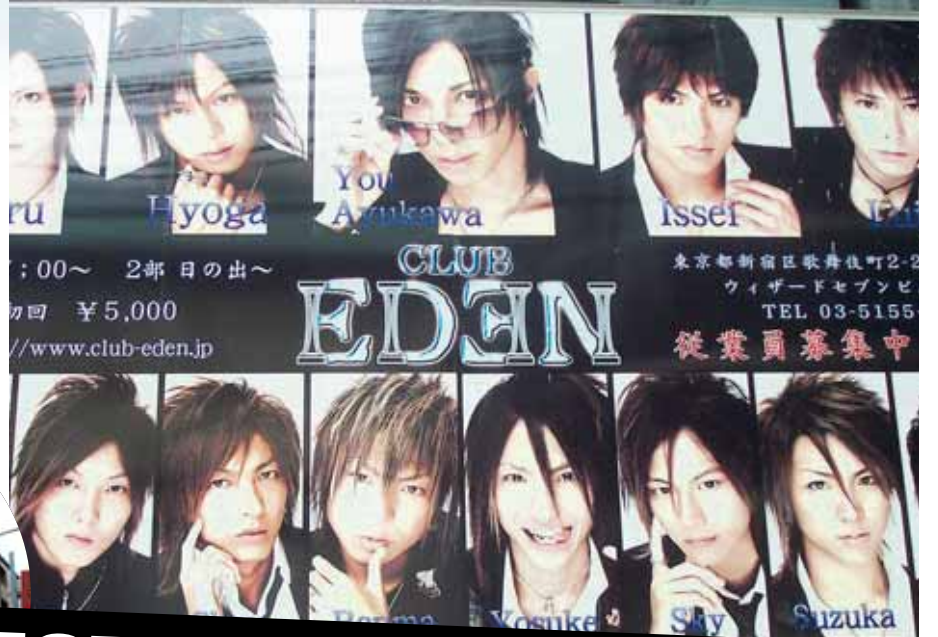 ru
Hyoga
You
Ayukawa
Issei
:00～ 2部 日の出～
初回 ¥5,000
//www.club-eden.jp
CLUB
EDEN
東京都新宿区歌舞伎町2-2
ウィザードセブンビ
TEL 03-5155-
従業員募集中
Yosuke
Sky
Suzuka